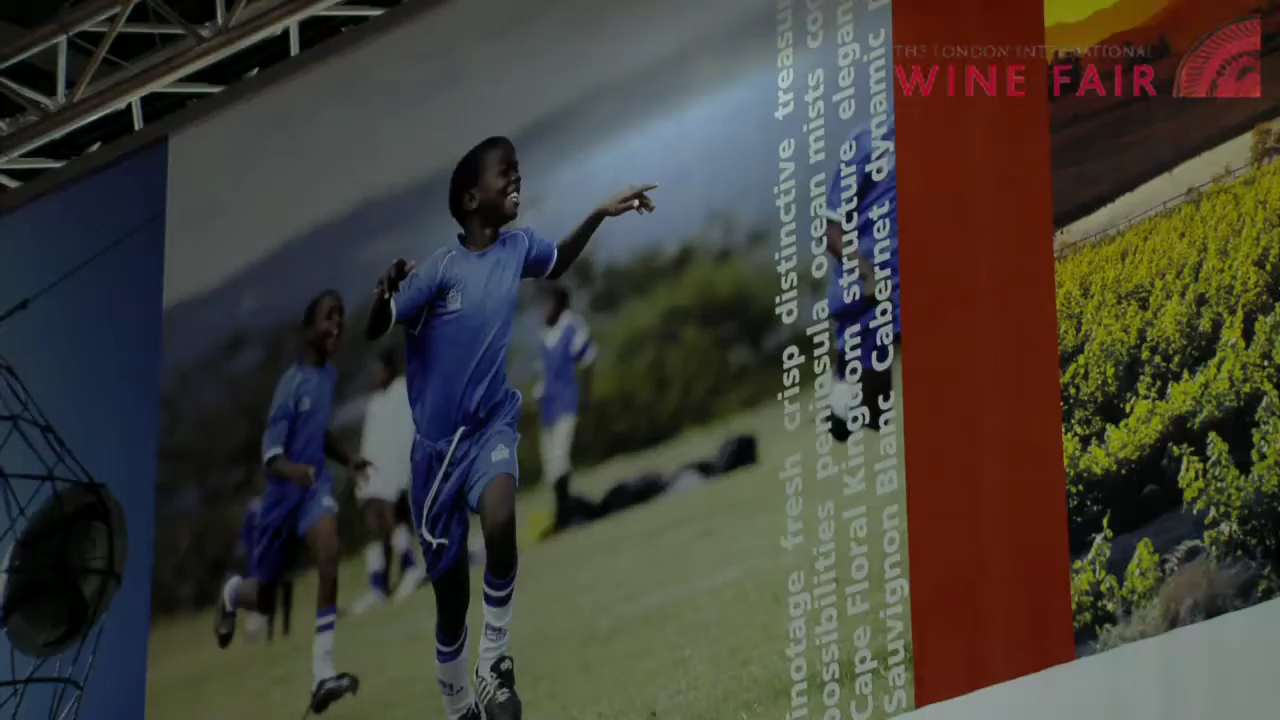 THE LONDON INTERNATIONAL
WINE FAIR
inotage fresh crisp distinctive treasu
possibilities peninsula ocean mists coo
Cape Floral Kingdom structure elegan
Sauvignon Blanc Cabernet dynamic